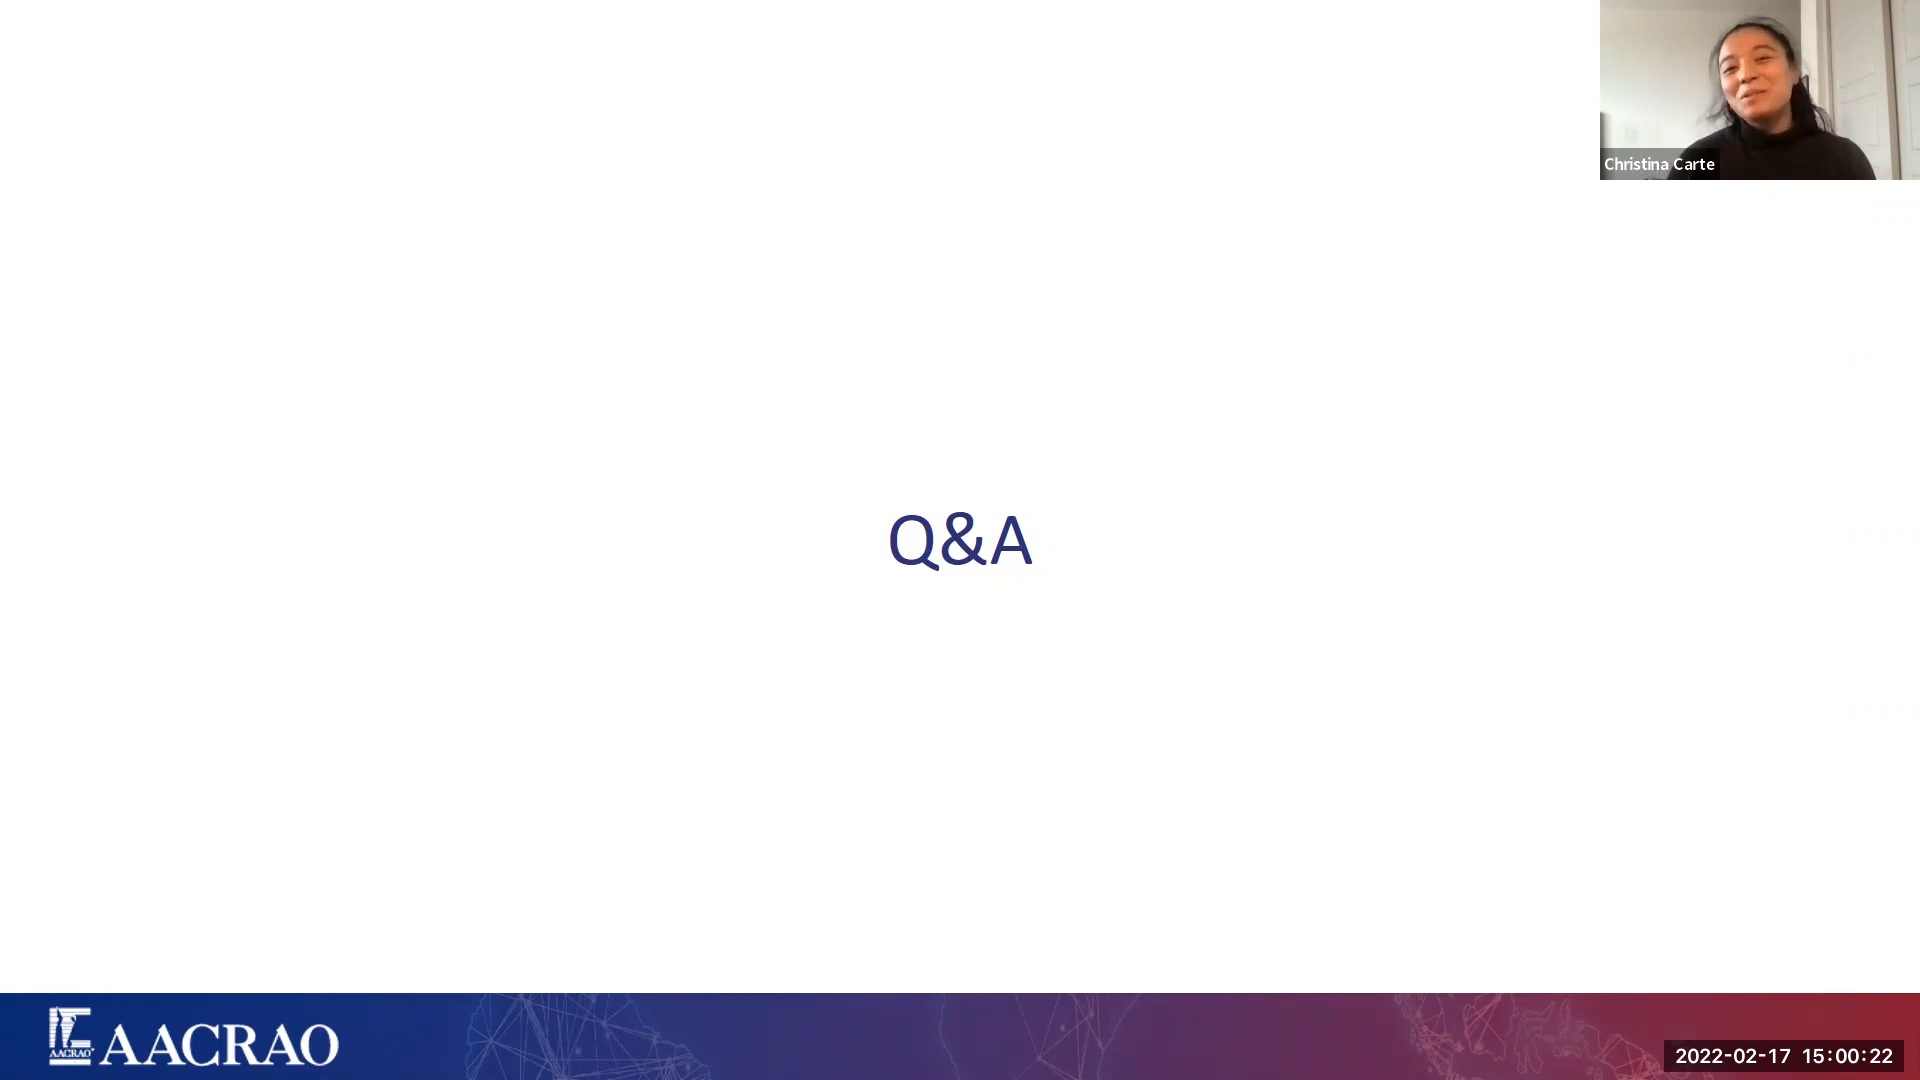 Christina Carte
Q&A
AACRAO
AACRAO
2022-02-17 15:00:22